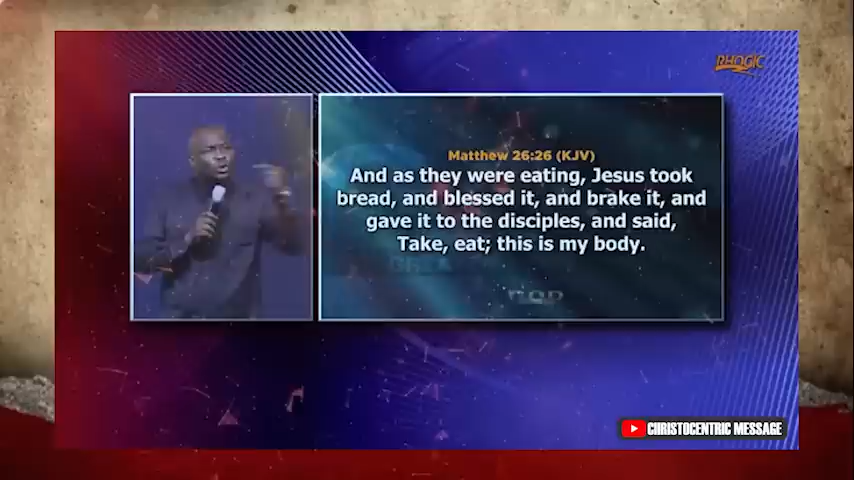 RHOGIC
Matthew 26:26 (KJV)
And as they were eating, Jesus took
bread, and blessed it, and brake it, and
gave it to the disciples, and said,
Take, eat; this is my body.
CHRISTOCENTRIC MESSAGE